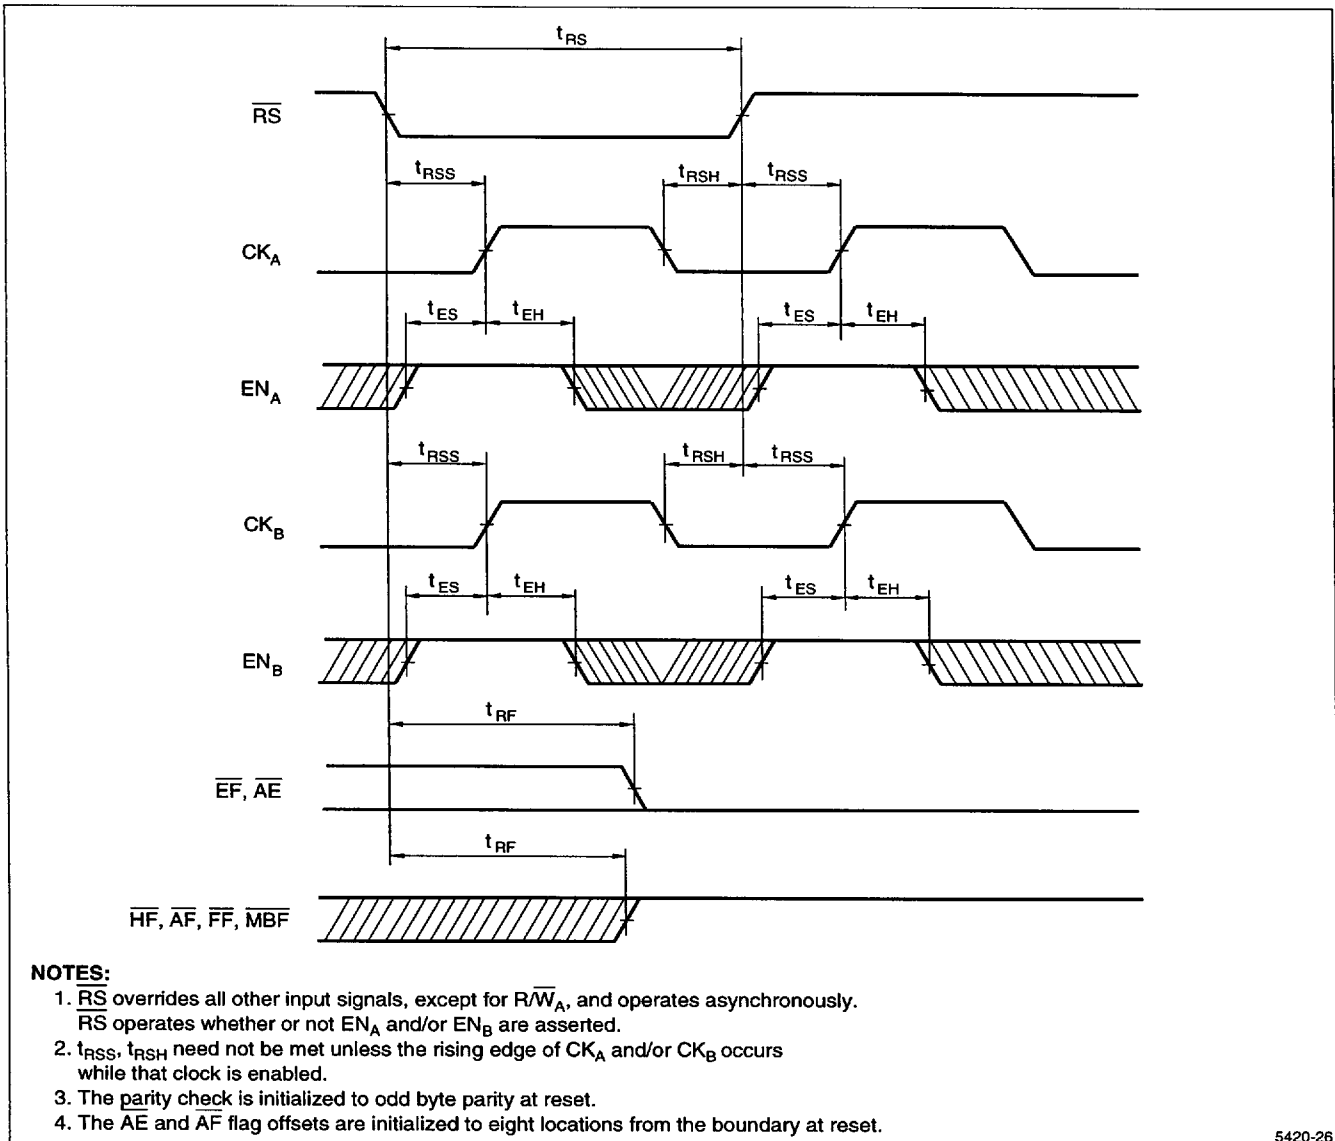 tRS
RS
tRSS tRSH tRSS
CKA
tES tEH tES tEH
ENA
tRSS tRSH tRSS
CKB
tES tEH tES tEH
ENB
tRF
EF, AE
tRF
HF, AF, FF, MBF
NOTES:
1. RS overrides all other input signals, except for R/WA, and operates asynchronously.
RS operates whether or not ENA and/or ENB are asserted.
2. tRSS, tRSH need not be met unless the rising edge of CKA and/or CKB occurs
while that clock is enabled.
3. The parity check is initialized to odd byte parity at reset.
4. The AE and AF flag offsets are initialized to eight locations from the boundary at reset.
5420-26